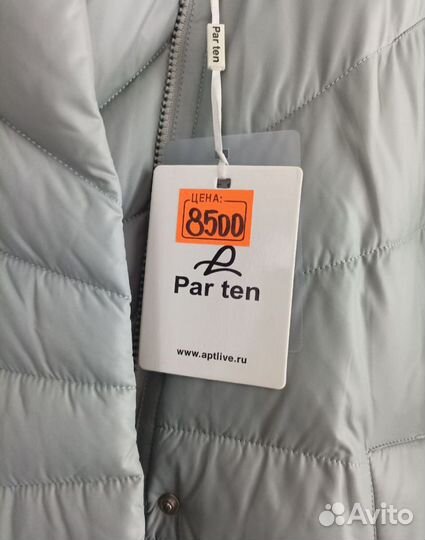 Par ten
ЦЕНА:
8500
Par ten
www.aptlive.ru
Avito